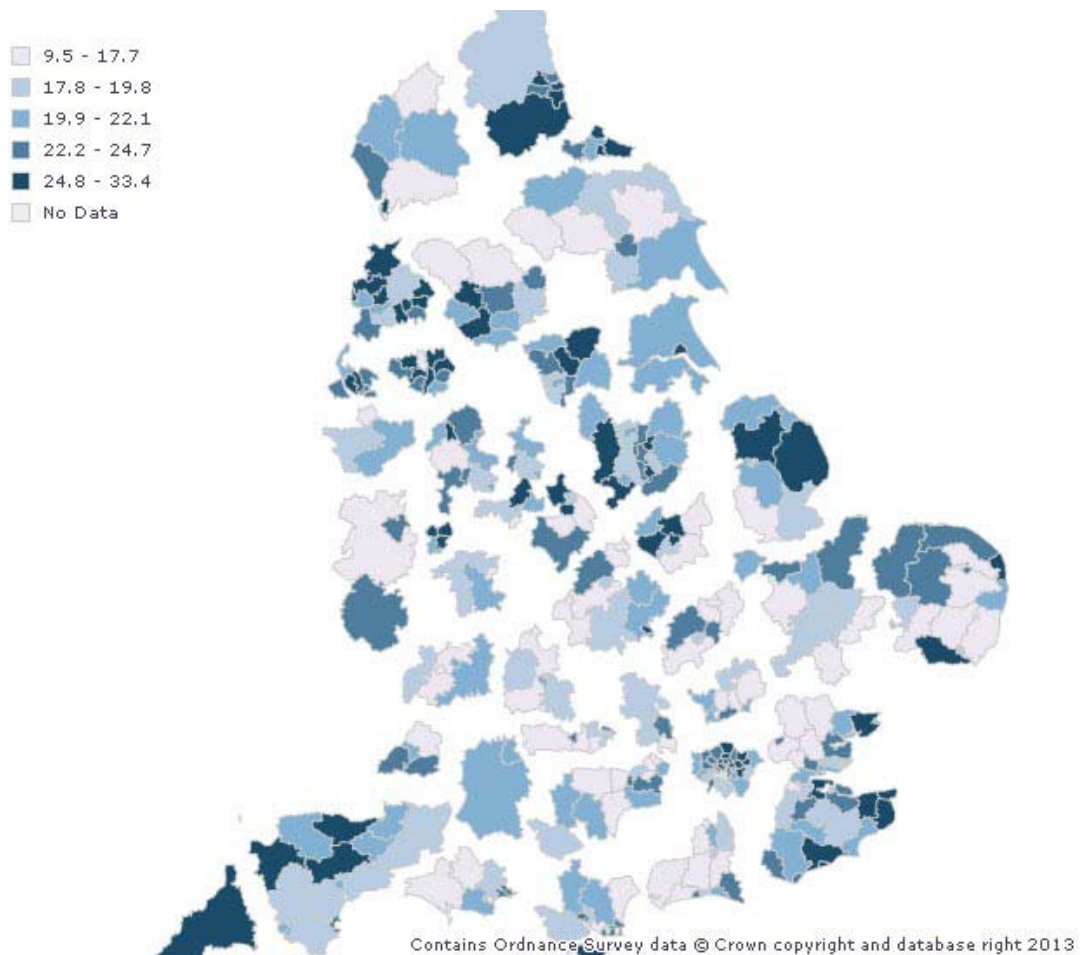 9.5 - 17.7
17.8 - 19.8
19.9 - 22.1
22.2 - 24.7
24.8 - 33.4
No Data
Contains Ordnance Survey data © Crown copyright and database right 2013